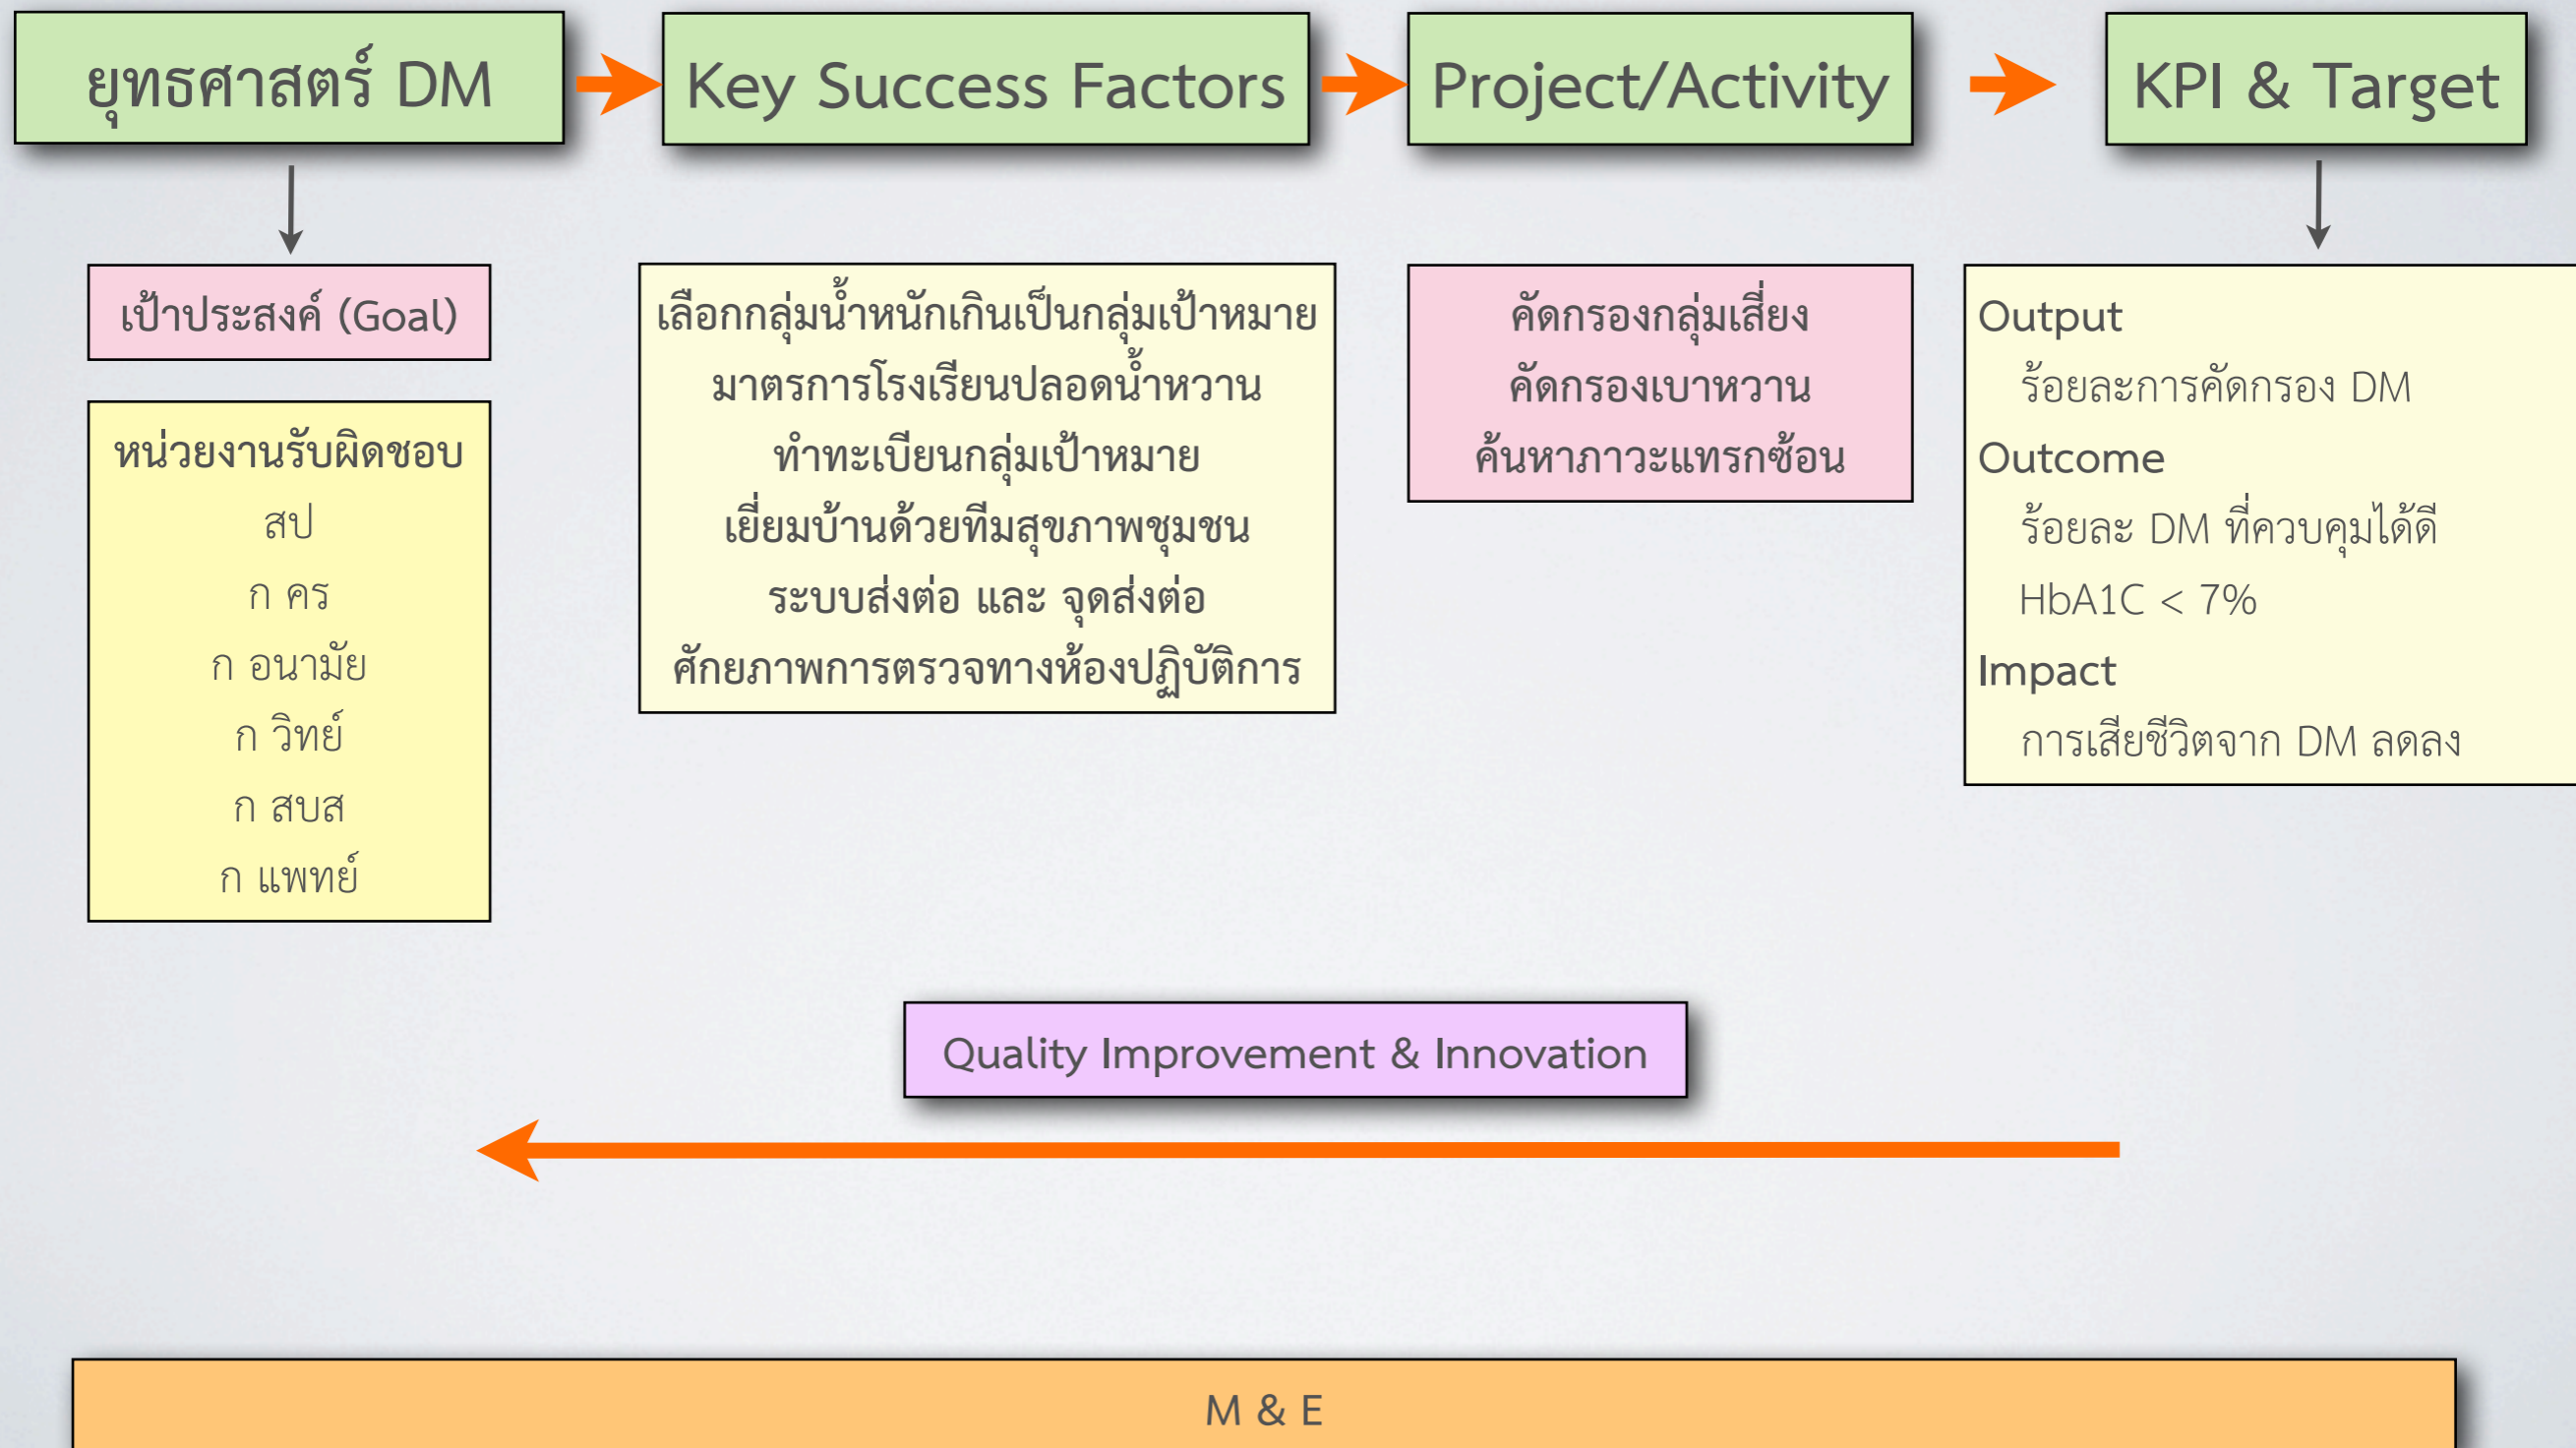 ยุทธศาสตร์ DM
Key Success Factors
Project/Activity
KPI & Target
เป้าประสงค์ (Goal)
หน่วยงานรับผิดชอบ
สป
ก คร
ก อนามัย
ก วิทย์
ก สบส
ก แพทย์
เลือกกลุ่มน้ำหนักเกินเป็นกลุ่มเป้าหมาย
มาตรการโรงเรียนปลอดน้ำหวาน
ทำทะเบียนกลุ่มเป้าหมาย
เยี่ยมบ้านด้วยทีมสุขภาพชุมชน
ระบบส่งต่อ และ จุดส่งต่อ
ศักยภาพการตรวจทางห้องปฏิบัติการ
คัดกรองกลุ่มเสี่ยง
คัดกรองเบาหวาน
ค้นหาภาวะแทรกซ้อน
Output
ร้อยละการคัดกรอง DM
Outcome
ร้อยละ DM ที่ควบคุมได้ดี
HbA1C < 7%
Impact
การเสียชีวิตจาก DM ลดลง
Quality Improvement & Innovation
M & E